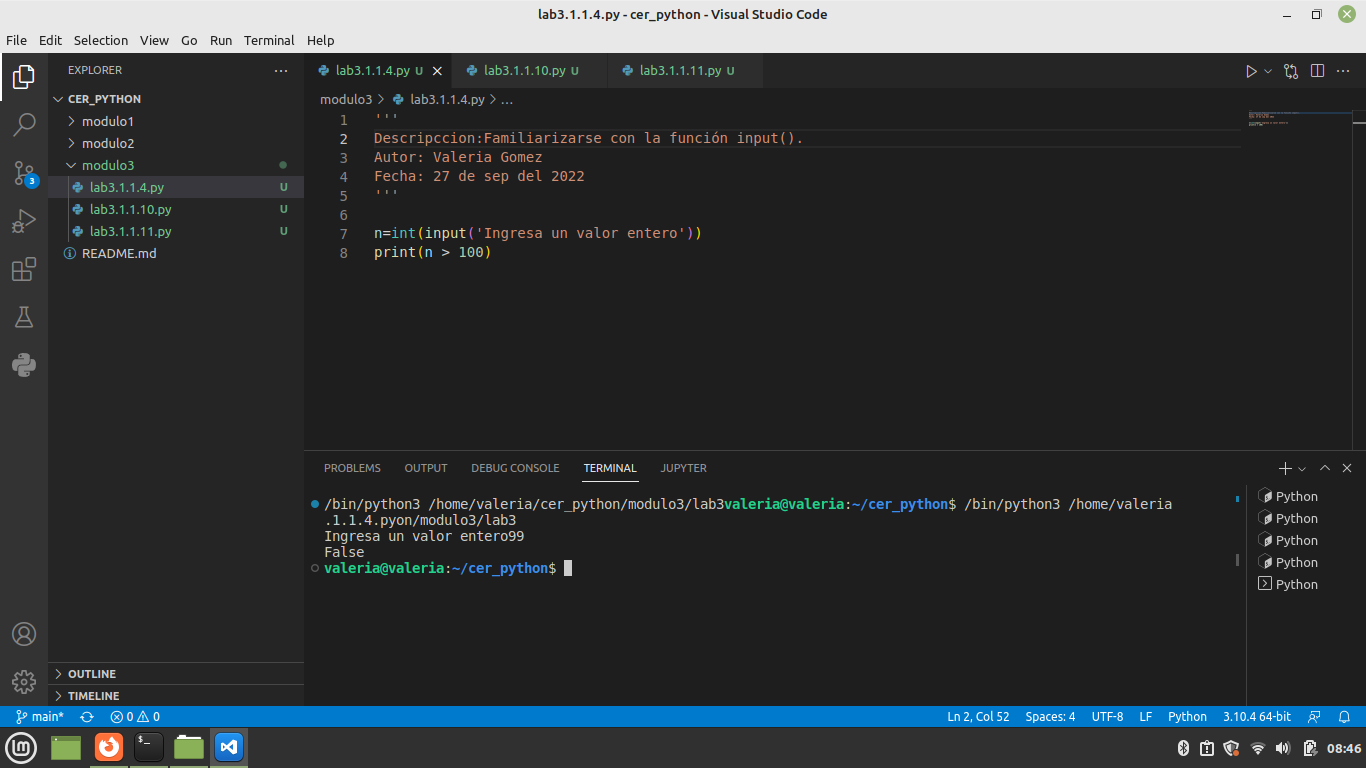 lab3.1.1.4.py - cer_python - Visual Studio Code
File Edit Selection View Go Run Terminal Help
EXPLORER
CER_PYTHON
modulo1
modulo2
modulo3
lab3.1.1.4.py U
lab3.1.1.10.py U
lab3.1.1.11.py U
README.md
3
OUTLINE
TIMELINE
lab3.1.1.4.py U lab3.1.1.10.py U lab3.1.1.11.py U
modulo3 > lab3.1.1.4.py > ...
1 '''
2 Descripccion:Familiarizarse con la función input().
3 Autor: Valeria Gomez
4 Fecha: 27 de sep del 2022
5 '''
6
7 n=int(input('Ingresa un valor entero'))
8 print(n > 100)
PROBLEMS OUTPUT DEBUG CONSOLE TERMINAL JUPYTER
/bin/python3 /home/valeria/cer_python/modulo3/lab3valeria@valeria:~/cer_python$ /bin/python3 /home/valeria
.1.1.4.pyon/modulo3/lab3
Ingresa un valor entero99
False
valeria@valeria:~/cer_python$
Python
Python
Python
Python
Python
main* 0 0 Ln 2, Col 52 Spaces: 4 UTF-8 LF Python 3.10.4 64-bit
$_ 08:46